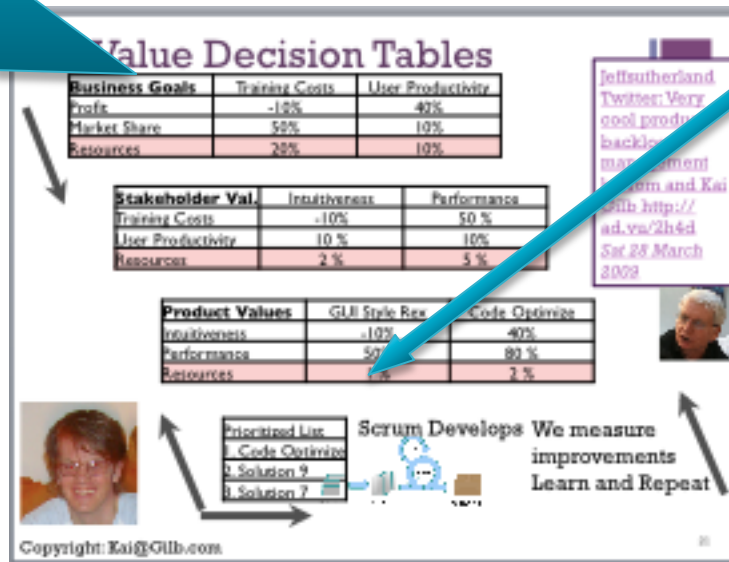 Value Decision Tables
Business Goals Training Costs User Productivity
Profit -10% 40%
Market Share 50% 10%
Resources 20% 10%
Stakeholder Val. Intuitiveness Performance
Training Costs -10% 50 %
User Productivity 10 % 10%
Resources 2 % 5 %
Product Values GUI Style Rex Code Optimize
Intuitiveness -10% 40%
Performance 80 %
Resources 2 %
Prioritized List
1. Code Optimize
2. Solution 9
3. Solution 7
Scrum Develops
We measure
improvements
Learn and Repeat
Jeffsutherland
Twitter: Very
cool
and Kai
Gilb http://
ad.vu/2h4d
Sat 28 March
2009
Copyright: Kai@Gilb.com